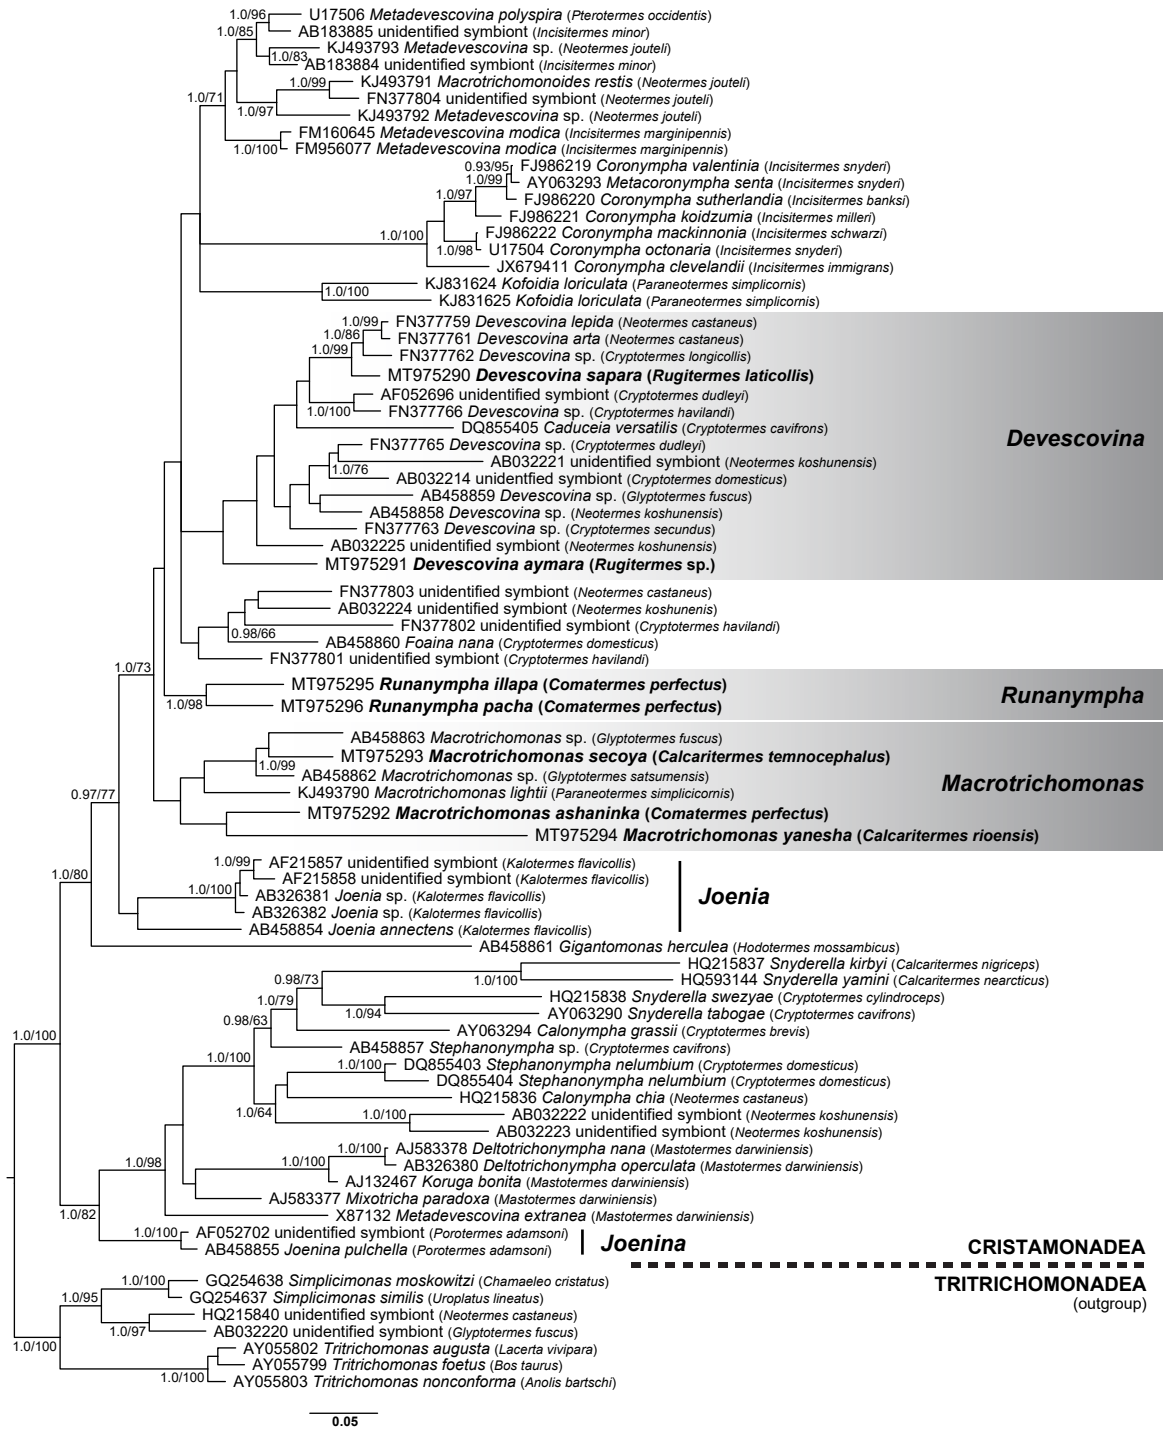 1.0/96
U17506 Metadevescovina polyspira (Pterotermes occidentis)
1.0/85
AB183885 unidentified symbiont (Incisitermes minor)
KJ493793 Metadevescovina sp. (Neotermes jouteli)
1.0/83
AB183884 unidentified symbiont (Incisitermes minor)
1.0/99
KJ493791 Macrotrichomonoides restis (Neotermes jouteli)
1.0/71
FN377804 unidentified symbiont (Neotermes jouteli)
1.0/97
KJ493792 Metadevescovina sp. (Neotermes jouteli)
FM160645 Metadevescovina modica (Incisitermes marginipennis)
1.0/100
FM956077 Metadevescovina modica (Incisitermes marginipennis)
0.93/95
FJ986219 Coronympha valentinia (Incisitermes snyderi)
1.0/99
AY063293 Metacoronympha senta (Incisitermes snyderi)
1.0/97
FJ986220 Coronympha sutherlandia (Incisitermes banksi)
FJ986221 Coronympha koidzumia (Incisitermes milleri)
1.0/100
FJ986222 Coronympha mackinnonia (Incisitermes schwarzi)
1.0/98
U17504 Coronympha octonaria (Incisitermes snyderi)
JX679411 Coronympha clevelandii (Incisitermes immigrans)
KJ831624 Kofoidia loriculata (Paraneotermes simplicornis)
1.0/100
KJ831625 Kofoidia loriculata (Paraneotermes simplicornis)
1.0/99
FN377759 Devescovina lepida (Neotermes castaneus)
1.0/86
FN377761 Devescovina arta (Neotermes castaneus)
1.0/99
FN377762 Devescovina sp. (Cryptotermes longicollis)
MT975290 Devescovina sapara (Rugitermes laticollis)
AF052696 unidentified symbiont (Cryptotermes dudleyi)
1.0/100
FN377766 Devescovina sp. (Cryptotermes havilandi)
DQ855405 Caduceia versatilis (Cryptotermes cavifrons)
Devescovina
FN377765 Devescovina sp. (Cryptotermes dudleyi)
AB032221 unidentified symbiont (Neotermes koshunensis)
1.0/76
AB032214 unidentfied symbiont (Cryptotermes domesticus)
AB458859 Devescovina sp. (Glyptotermes fuscus)
AB458858 Devescovina sp. (Neotermes koshunensis)
FN377763 Devescovina sp. (Cryptotermes secundus)
AB032225 unidentified symbiont (Neotermes koshunensis)
MT975291 Devescovina aymara (Rugitermes sp.)
FN377803 unidentified symbiont (Neotermes castaneus)
AB032224 unidentified symbiont (Neotermes koshunenis)
FN377802 unidentified symbiont (Cryptotermes havilandi)
0.98/66
AB458860 Foaina nana (Cryptotermes domesticus)
FN377801 unidentified symbiont (Cryptotermes havilandi)
1.0/73
MT975295 Runanympha illapa (Comatermes perfectus)
Runanympha
1.0/98
MT975296 Runanympha pacha (Comatermes perfectus)
AB458863 Macrotrichomonas sp. (Glyptotermes fuscus)
MT975293 Macrotrichomonas secoya (Calcaritermes temnocephalus)
1.0/99
AB458862 Macrotrichomonas sp. (Glyptotermes satsumensis)
Macrotrichomonas
KJ493790 Macrotrichomonas lightii (Paraneotermes simplicicornis)
0.97/77
MT975292 Macrotrichomonas ashaninka (Comatermes perfectus)
MT975294 Macrotrichomonas yanesha (Calcaritermes rioensis)
1.0/99
AF215857 unidentified symbiont (Kalotermes flavicollis)
1.0/80
AF215858 unidentified symbiont (Kalotermes flavicollis)
1.0/100
AB326381 Joenia sp. (Kalotermes flavicollis)
Joenia
AB326382 Joenia sp. (Kalotermes flavicollis)
AB458854 Joenia annectens (Kalotermes flavicollis)
AB458861 Gigantomonas herculea (Hodotermes mossambicus)
HQ215837 Snyderella kirbyi (Calcaritermes nigriceps)
0.98/73
1.0/100
HQ593144 Snyderella yamini (Calcaritermes nearcticus)
HQ215838 Snyderella swezyae (Cryptotermes cylindroceps)
1.0/79
1.0/94
AY063290 Snyderella tabogae (Cryptotermes cavifrons)
0.98/63
AY063294 Calonympha grassii (Cryptotermes brevis)
1.0/100
AB458857 Stephanonympha sp. (Cryptotermes cavifrons)
1.0/100
1.0/100
DQ855403 Stephanonympha nelumbium (Cryptotermes domesticus)
DQ855404 Stephanonympha nelumbium (Cryptotermes domesticus)
HQ215836 Calonympha chia (Neotermes castaneus)
1.0/64
1.0/100
AB032222 unidentified symbiont (Neotermes koshunensis)
AB032223 unidentified symbiont (Neotermes koshunensis)
1.0/100
AJ583378 Deltotrichonympha nana (Mastotermes darwiniensis)
1.0/98
1.0/100
AB326380 Deltotrichonympha operculata (Mastotermes darwiniensis)
AJ132467 Koruga bonita (Mastotermes darwiniensis)
AJ583377 Mixotricha paradoxa (Mastotermes darwiniensis)
1.0/82
X87132 Metadevescovina extranea (Mastotermes darwiniensis)
1.0/100
AF052702 unidentified symbiont (Porotermes adamsoni)
Joenina
AB458855 Joenina pulchella (Porotermes adamsoni)
CRISTAMONADEA
TRITRICHOMONADEA
(outgroup)
1.0/100
GQ254638 Simplicimonas moskowitzi (Chamaeleo cristatus)
1.0/95
GQ254637 Simplicimonas similis (Uroplatus lineatus)
HQ215840 unidentified symbiont (Neotermes castaneus)
1.0/97
AB032220 unidentified symbiont (Glyptotermes fuscus)
1.0/100
AY055802 Tritrichomonas augusta (Lacerta vivipara)
AY055799 Tritrichomonas foetus (Bos taurus)
1.0/100
AY055803 Tritrichomonas nonconforma (Anolis bartschi)
0.05